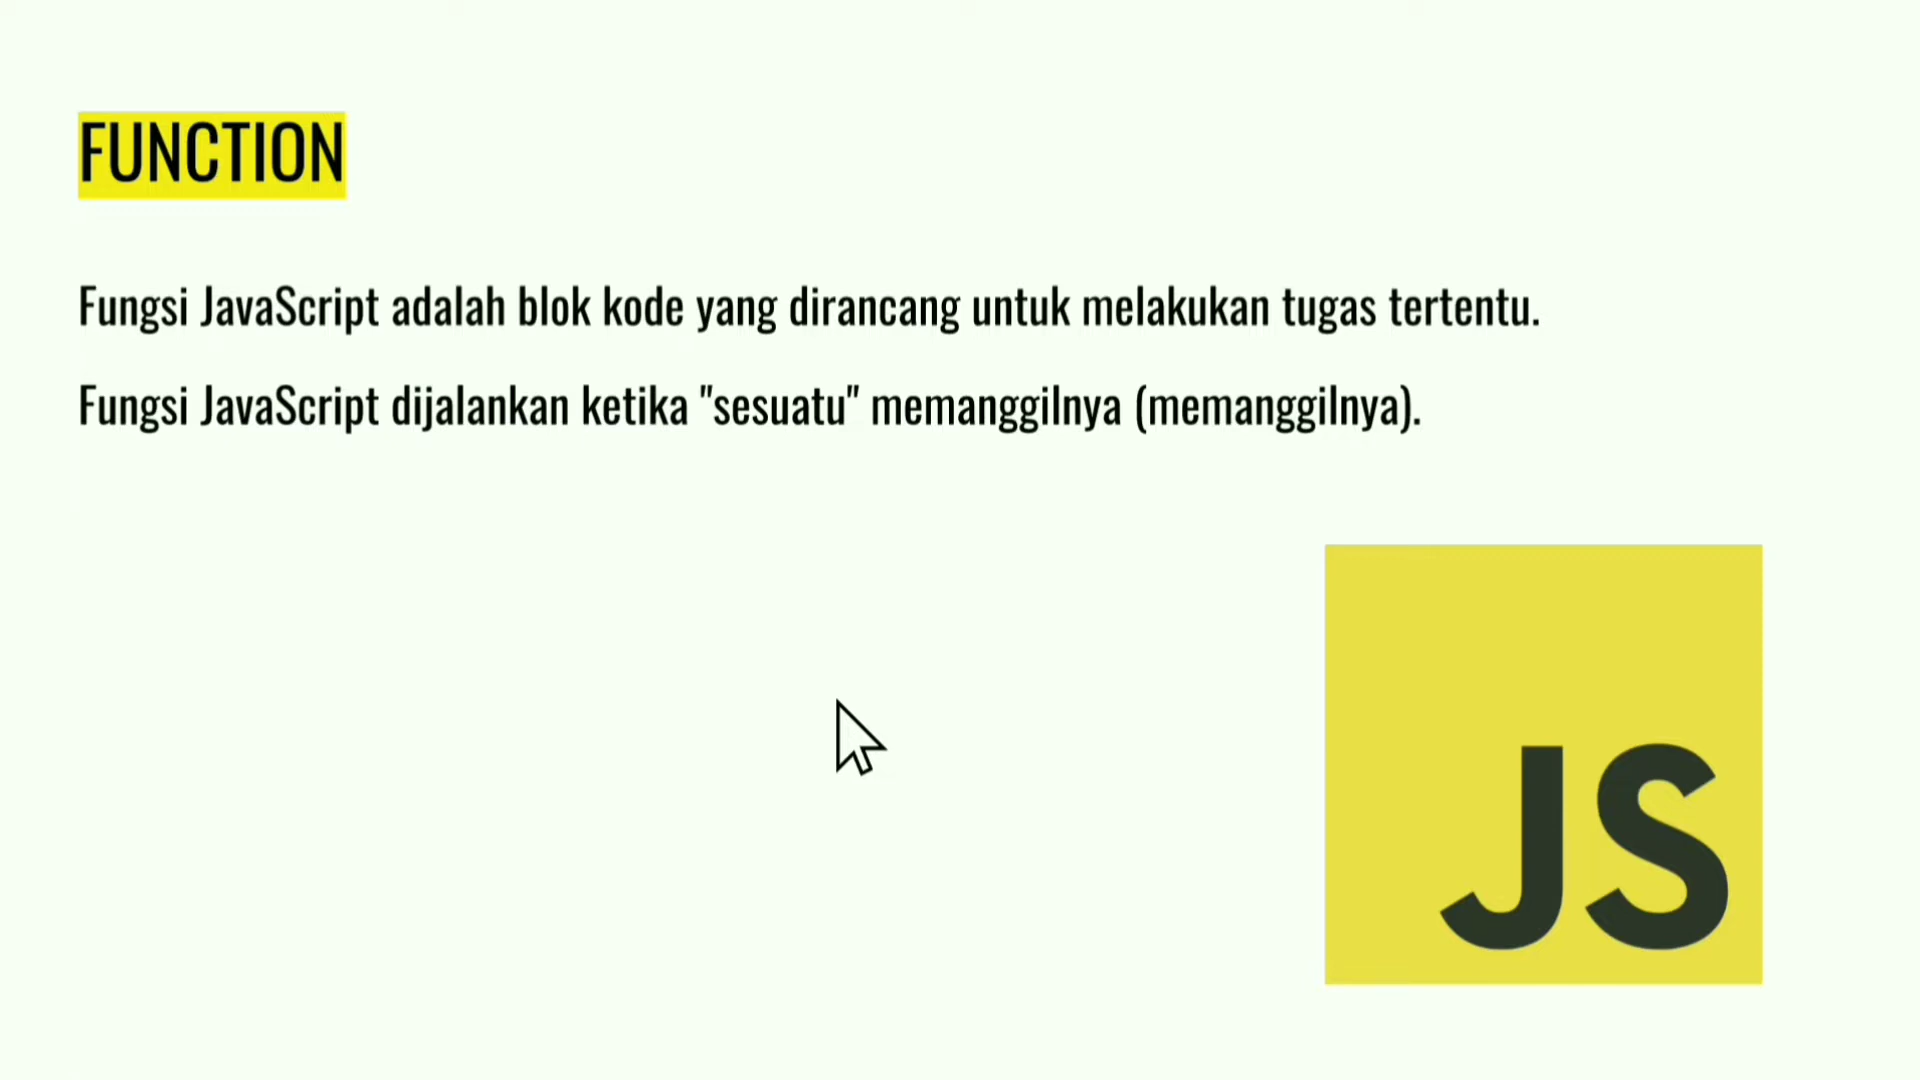 FUNCTION
Fungsi JavaScript adalah blok kode yang dirancang untuk melakukan tugas tertentu.
Fungsi JavaScript dijalankan ketika "sesuatu" memanggilnya (memanggilnya).
JS